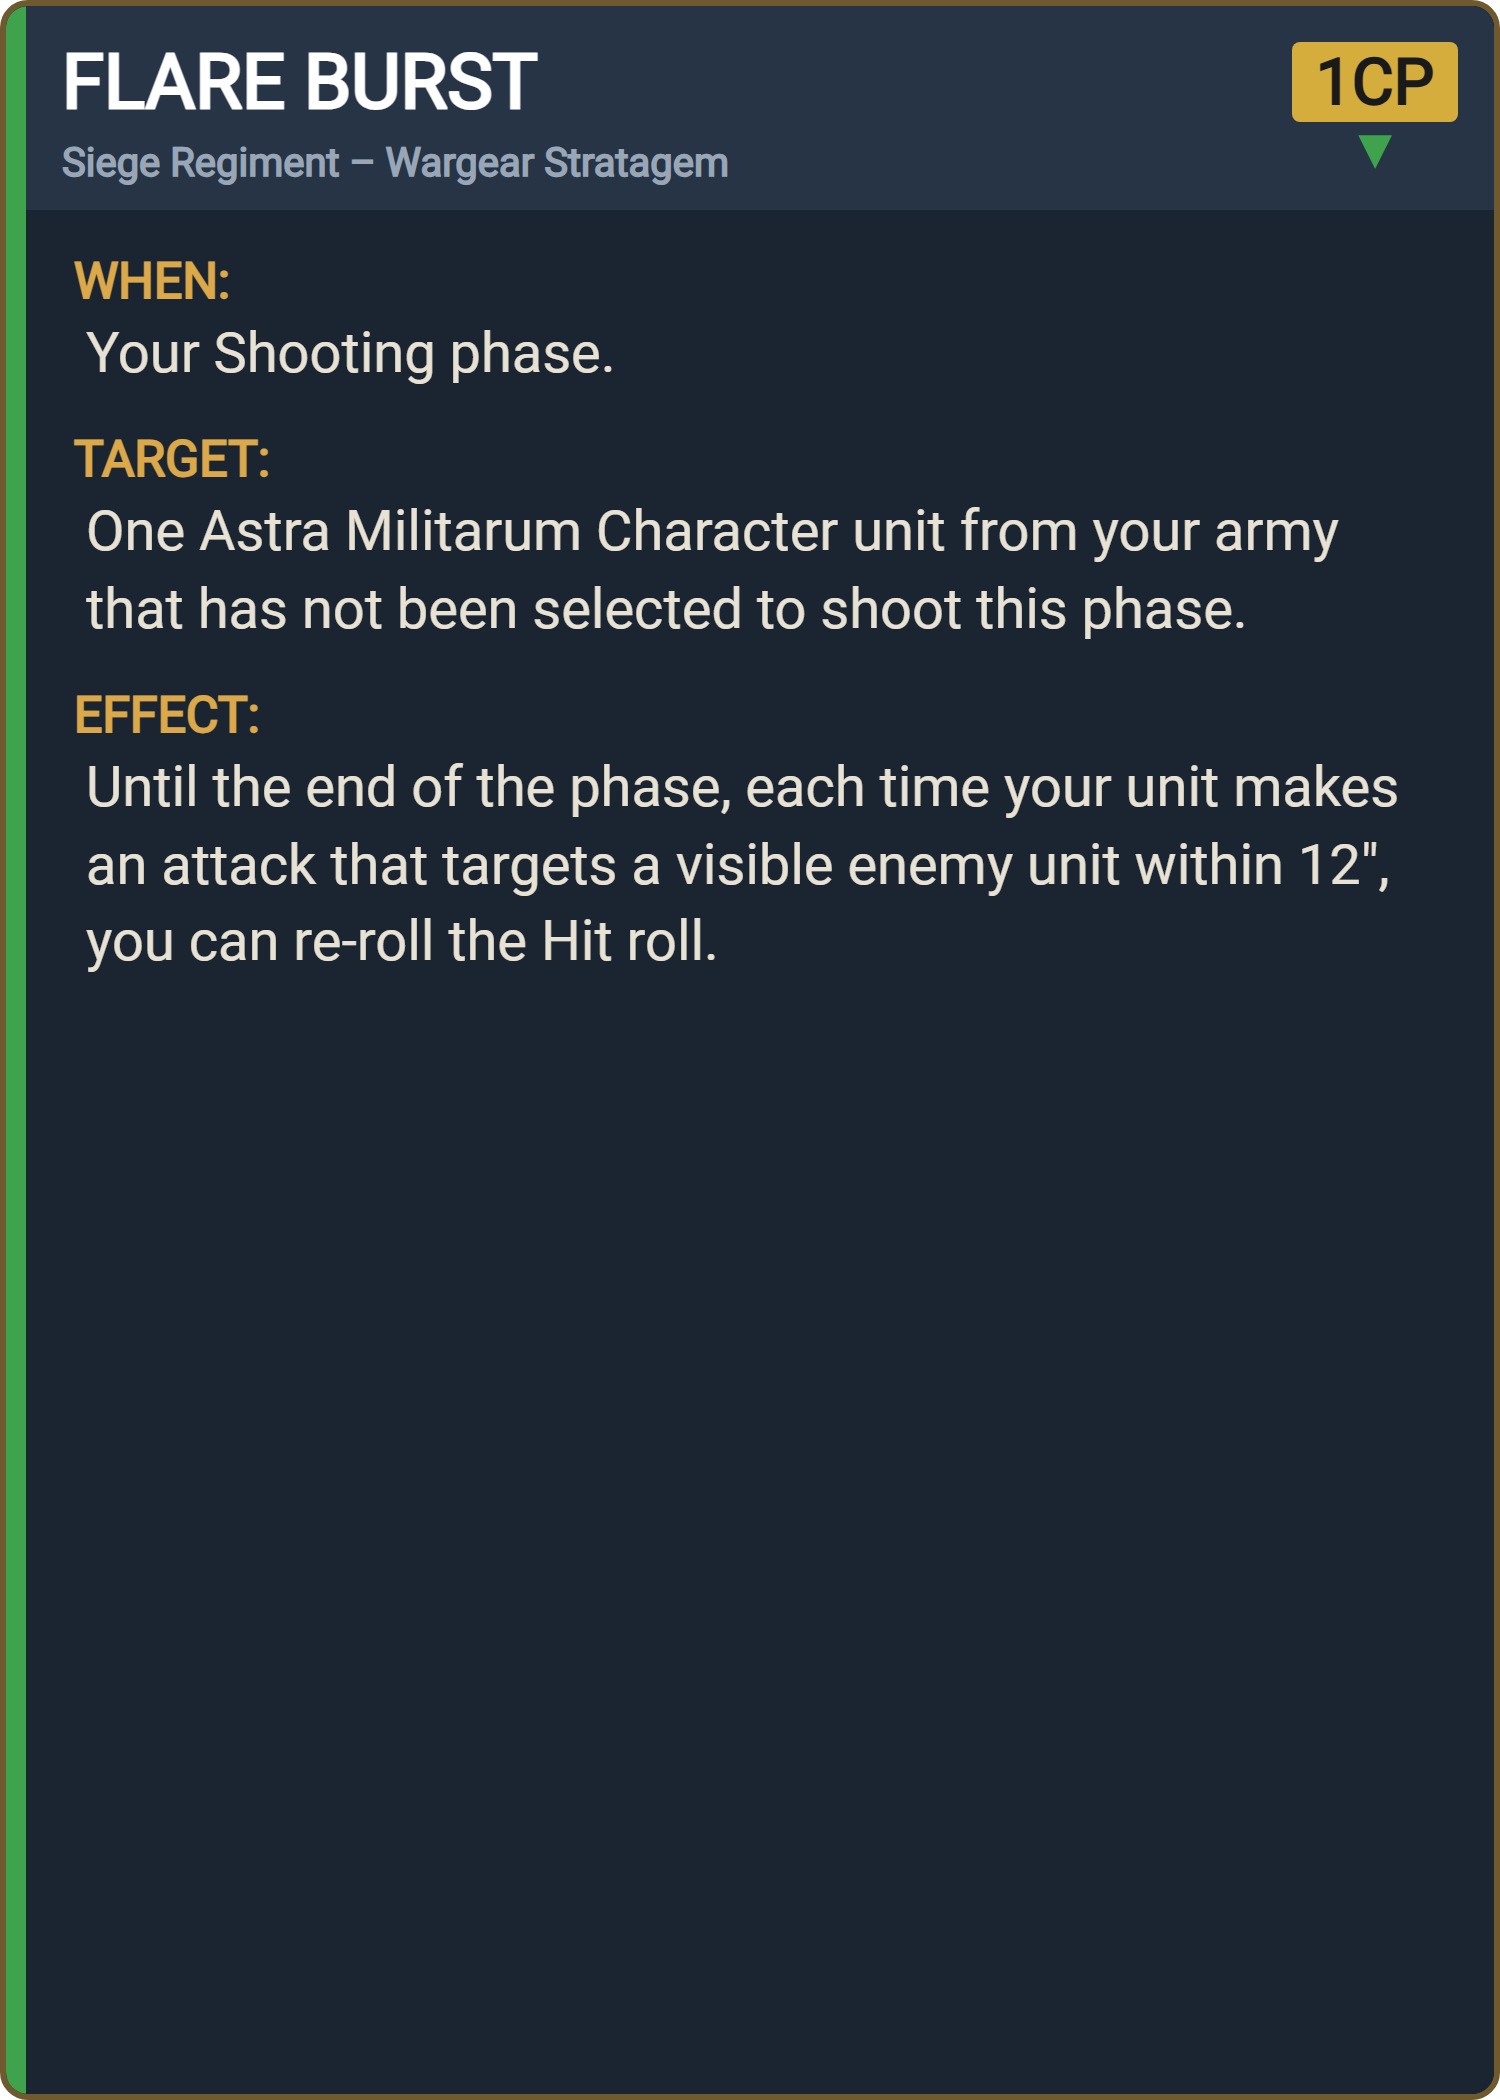 FLARE BURST
1CP
Siege Regiment – Wargear Stratagem
WHEN:
Your Shooting phase.
TARGET:
One Astra Militarum Character unit from your army
that has not been selected to shoot this phase.
EFFECT:
Until the end of the phase, each time your unit makes
an attack that targets a visible enemy unit within 12",
you can re-roll the Hit roll.